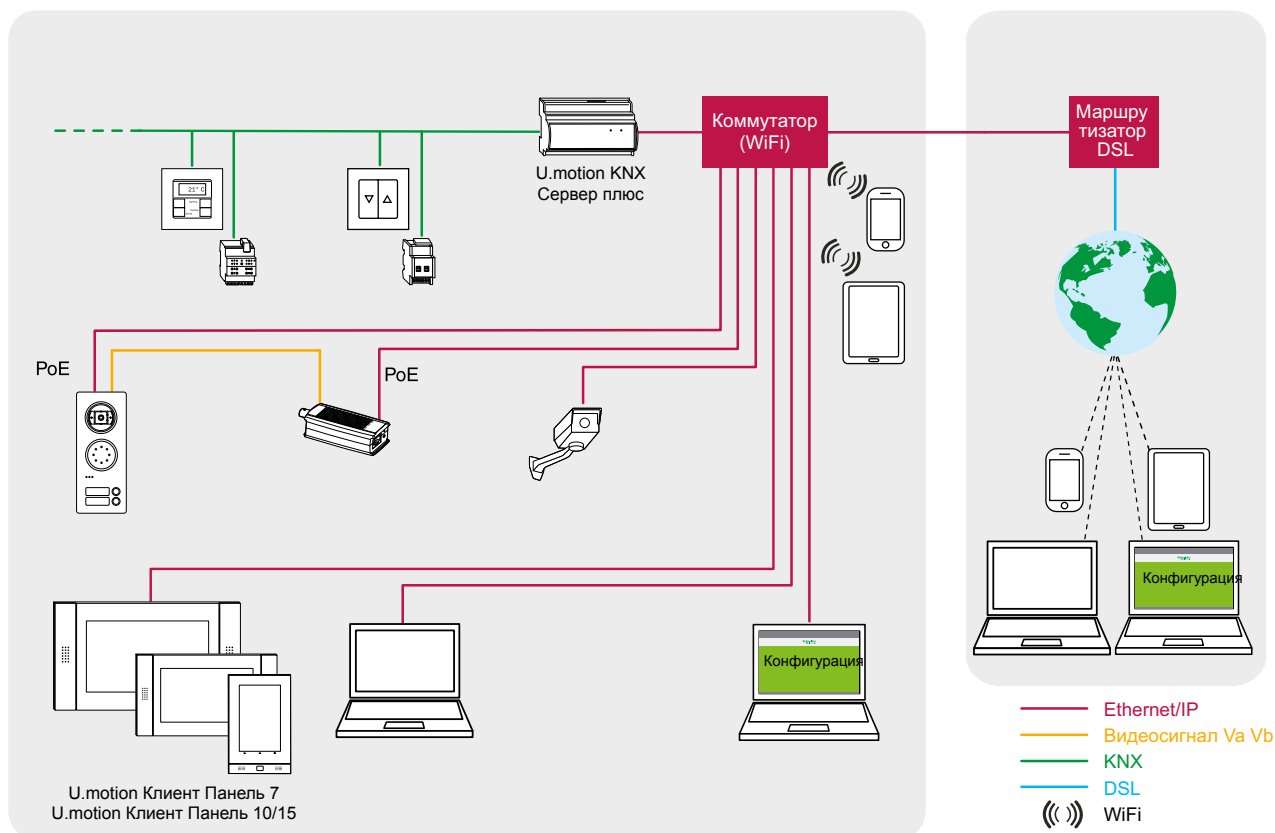 Коммутатор
(WiFi)
Маршру
тизатор
DSL
U.motion KNX
Сервер плюс
21° C
PoE
PoE
Конфигурация
Конфигурация
U.motion Клиент Панель 7
U.motion Клиент Панель 10/15
Ethernet/IP
Видеосигнал Va Vb
KNX
DSL
WiFi